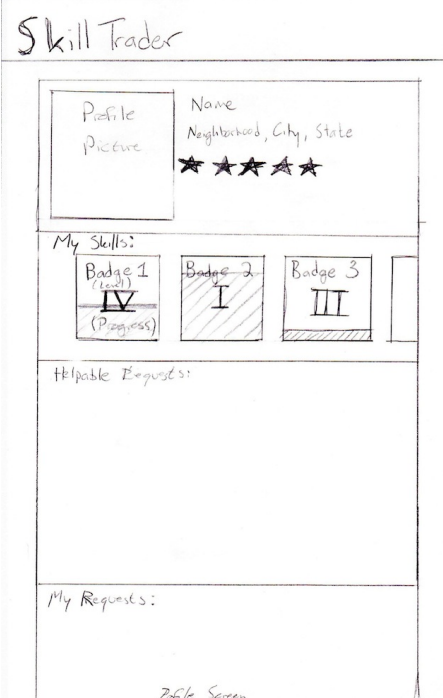 Skill Trader
Profile
Picture
Name
Neighborhood, City, State
My Skills:
Badge 1
(Level)
IV
(Progress)
Badge 2
I
Badge 3
III
Helpable Requests:
My Requests:
Profile Screen